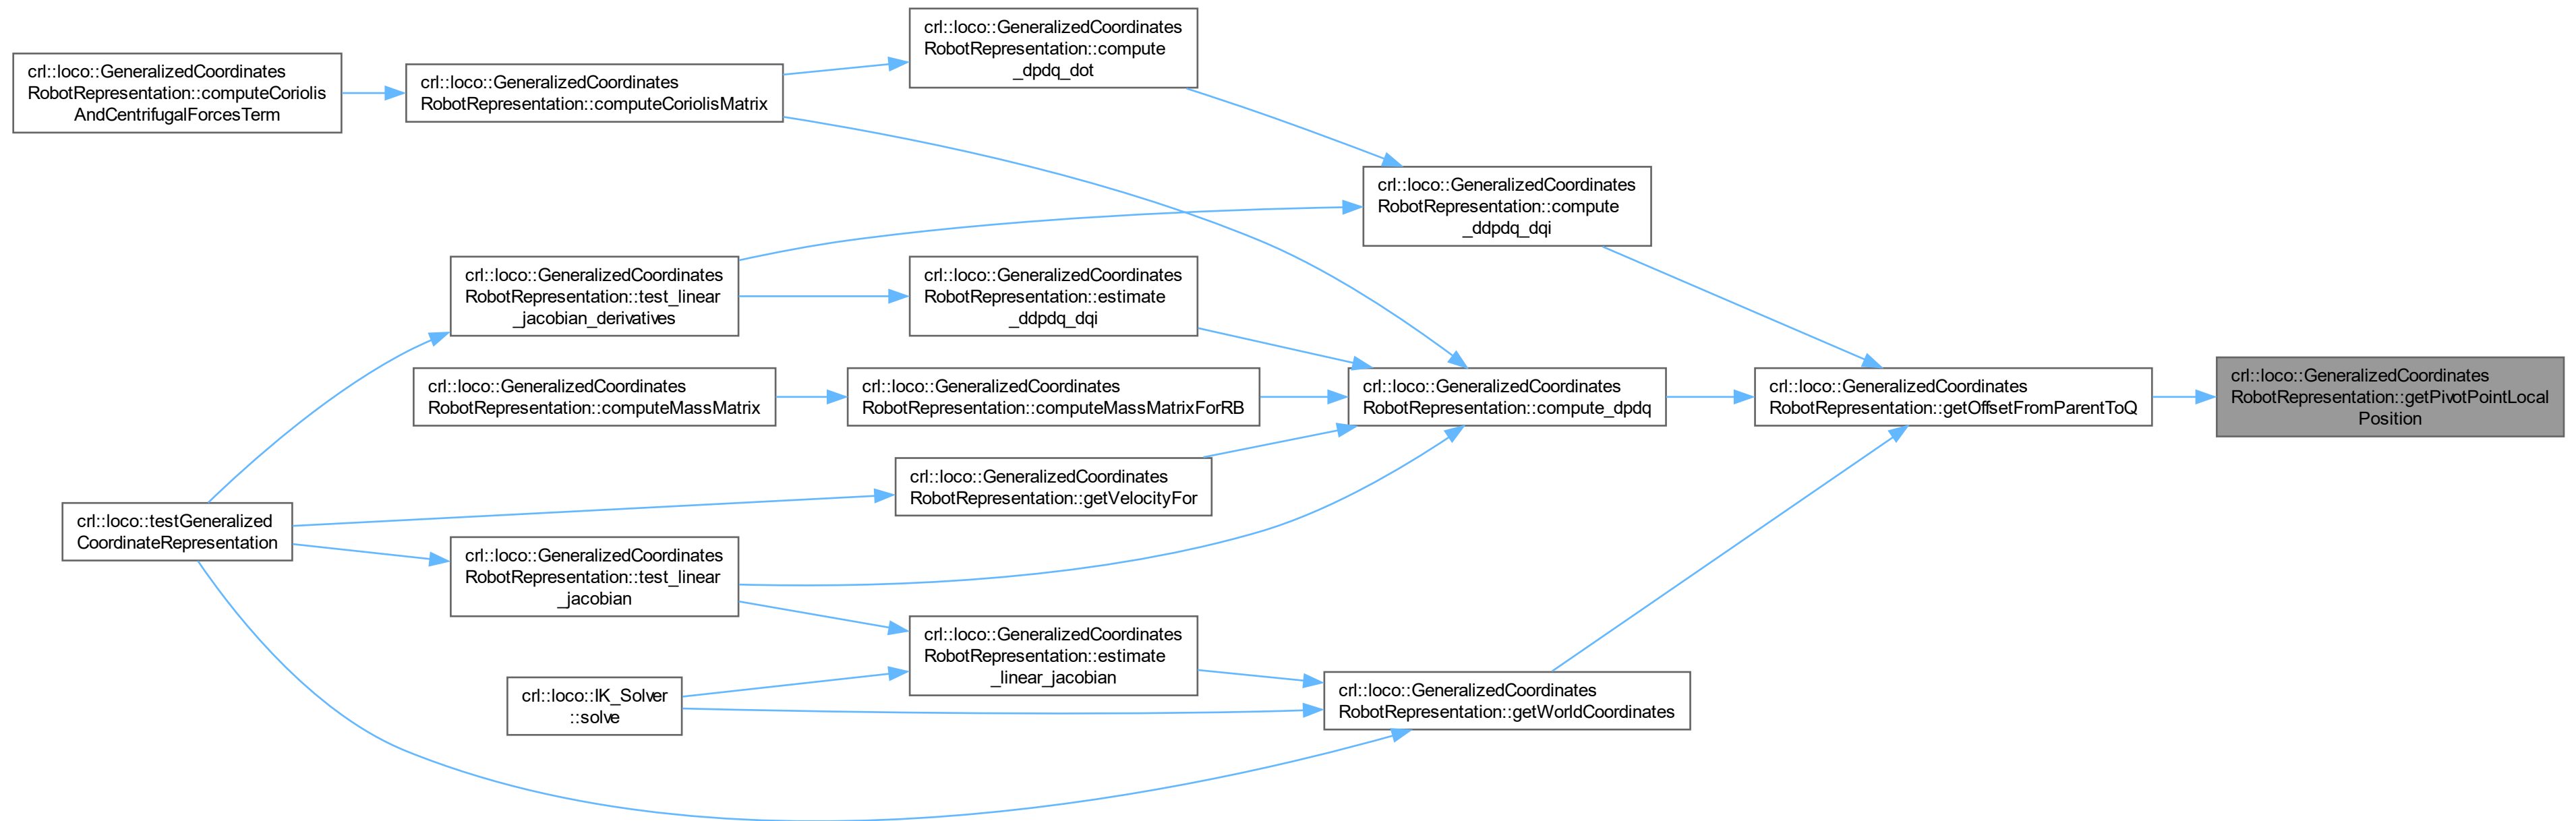 crl::loco::GeneralizedCoordinates
RobotRepresentation::computeCoriolis
AndCentrifugalForcesTerm
crl::loco::GeneralizedCoordinates
RobotRepresentation::computeCoriolisMatrix
crl::loco::GeneralizedCoordinates
RobotRepresentation::compute
_dpdq_dot
crl::loco::GeneralizedCoordinates
RobotRepresentation::compute
_ddpdq_dqi
crl::loco::GeneralizedCoordinates
RobotRepresentation::test_linear
_jacobian_derivatives
crl::loco::GeneralizedCoordinates
RobotRepresentation::estimate
_ddpdq_dqi
crl::loco::GeneralizedCoordinates
RobotRepresentation::computeMassMatrix
crl::loco::GeneralizedCoordinates
RobotRepresentation::computeMassMatrixForRB
crl::loco::GeneralizedCoordinates
RobotRepresentation::compute_dpdq
crl::loco::GeneralizedCoordinates
RobotRepresentation::getOffsetFromParentToQ
crl::loco::GeneralizedCoordinates
RobotRepresentation::getPivotPointLocal
Position
crl::loco::GeneralizedCoordinates
RobotRepresentation::getVelocityFor
crl::loco::testGeneralized
CoordinateRepresentation
crl::loco::GeneralizedCoordinates
RobotRepresentation::test_linear
_jacobian
crl::loco::GeneralizedCoordinates
RobotRepresentation::estimate
_linear_jacobian
crl::loco::IK_Solver
::solve
crl::loco::GeneralizedCoordinates
RobotRepresentation::getWorldCoordinates